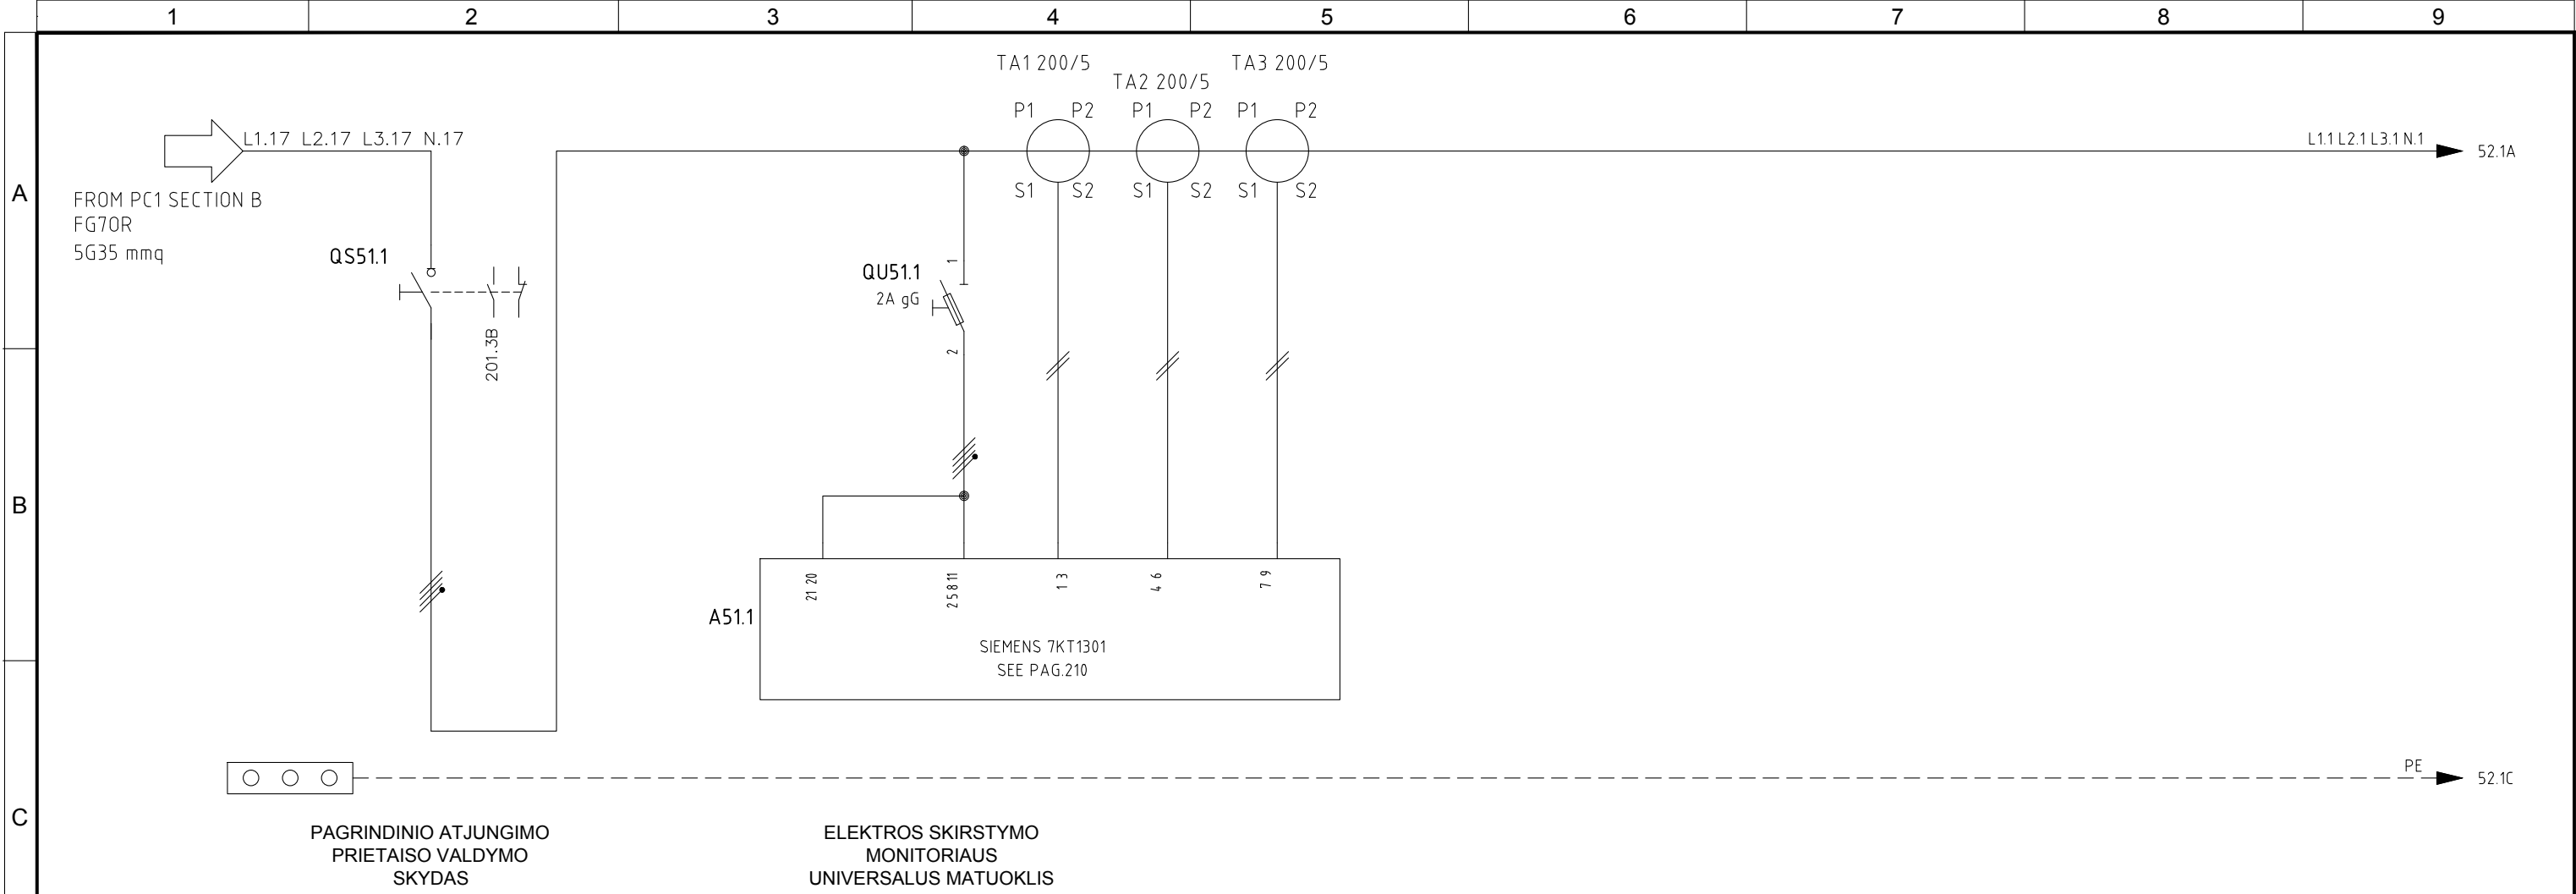 1 2 3 4 5 6 7 8 9
TA1 200/5
TA2 200/5
TA3 200/5
P1 P2 P1 P2 P1 P2
L1.17 L2.17 L3.17 N.17
L1.1 L2.1 L3.1 N.1
52.1A
A
S1 S2 S1 S2 S1 S2
FROM PC1 SECTION B
FG7OR
5G35 mmq
QS51.1
201.3B
QU51.1
2A gG
1
2
B
21 20
2 5 8 11
1 3
4 6
7 9
A51.1
SIEMENS 7KT1301
SEE PAG.210
PE
52.1C
C
PAGRINDINIO ATJUNGIMO
PRIETAISO VALDYMO
SKYDAS
ELEKTROS SKIRSTYMO
MONITORIAUS
UNIVERSALUS MATUOKLIS